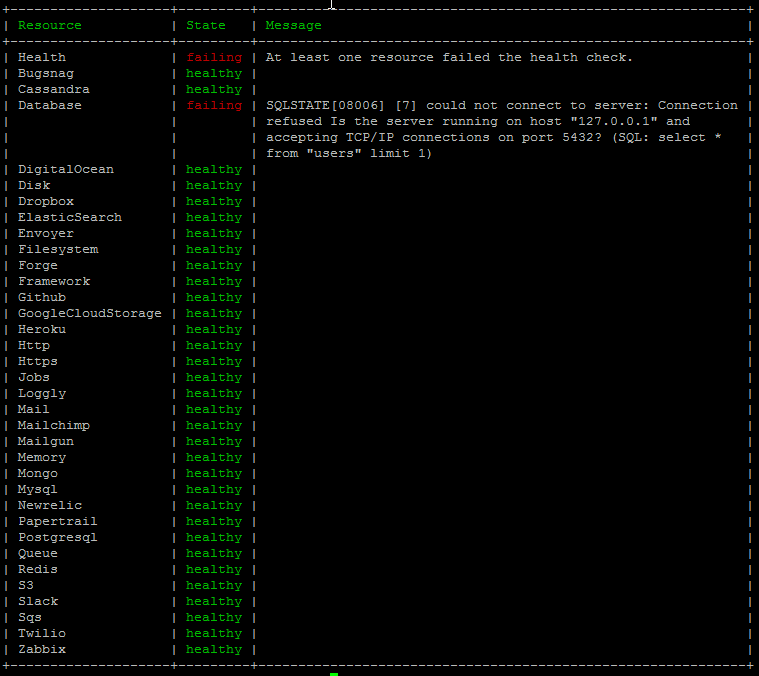 Resource | State | Message
Health | failing | At least one resource failed the health check.
Bugsnag | healthy |
Cassandra | healthy |
Database | failing | SQLSTATE[08006] [7] could not connect to server: Connection
| | refused Is the server running on host "127.0.0.1" and
| | accepting TCP/IP connections on port 5432? (SQL: select *
| | from "users" limit 1)
DigitalOcean | healthy |
Disk | healthy |
Dropbox | healthy |
ElasticSearch | healthy |
Envoyer | healthy |
Filesystem | healthy |
Forge | healthy |
Framework | healthy |
Github | healthy |
GoogleCloudStorage | healthy |
Heroku | healthy |
Http | healthy |
Https | healthy |
Jobs | healthy |
Loggly | healthy |
Mail | healthy |
Mailchimp | healthy |
Mailgun | healthy |
Memory | healthy |
Mongo | healthy |
Mysql | healthy |
Newrelic | healthy |
Papertrail | healthy |
Postgresql | healthy |
Queue | healthy |
Redis | healthy |
S3 | healthy |
Slack | healthy |
Sqs | healthy |
Twilio | healthy |
Zabbix | healthy |